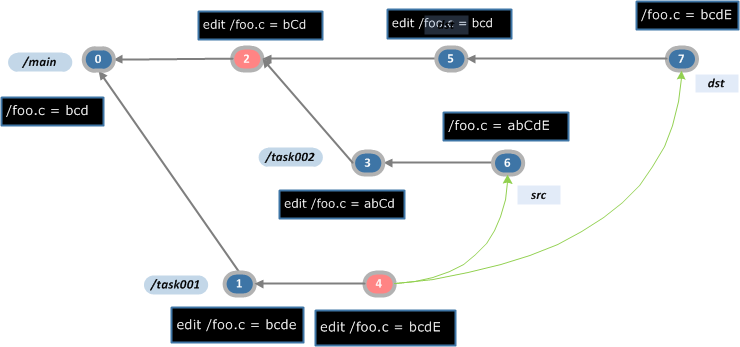 edit /foo.c = bCd
edit /foo.c = bcd
/foo.c = bcdE
/main
0
2
5
7
dst
/foo.c = bcd
/foo.c = abCdE
/task002
3
6
src
edit /foo.c = abCd
/task001
1
4
edit /foo.c = bcde
edit /foo.c = bcdE